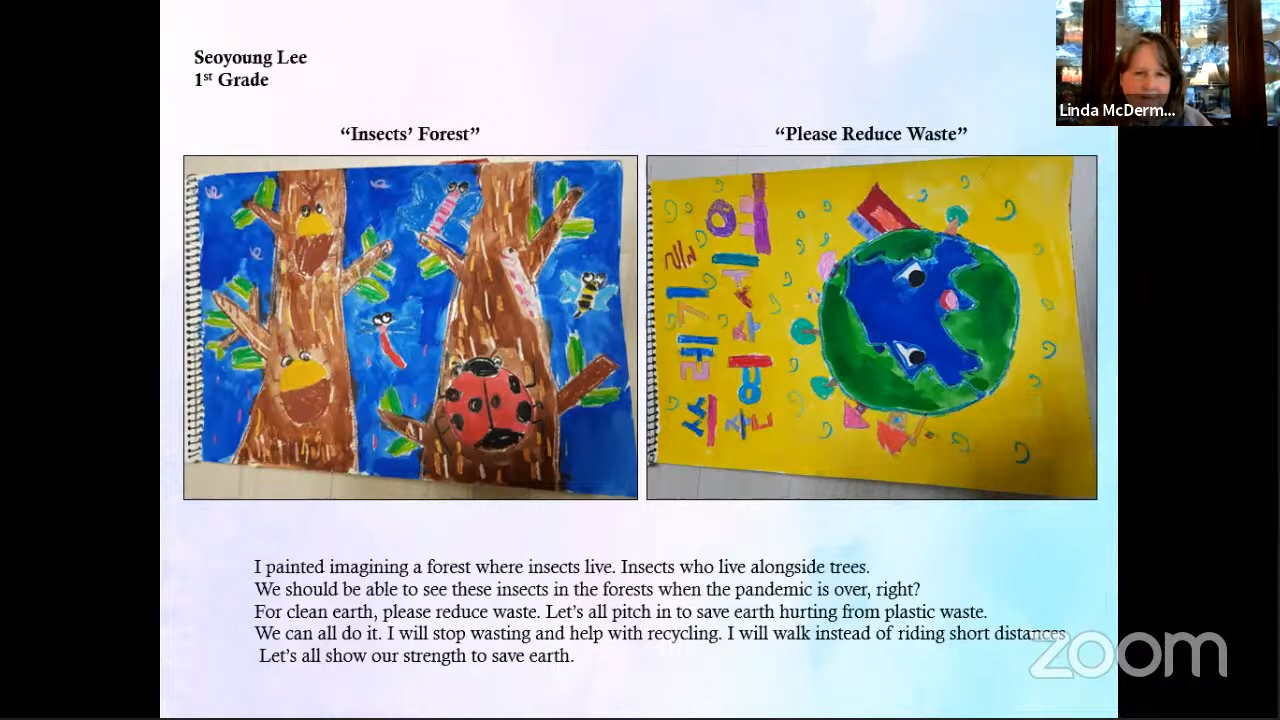 Seoyoung Lee
1st Grade
Linda McDerm...
“Insects’ Forest”
“Please Reduce Waste”
쓰레기를
I painted imagining a forest where insects live. Insects who live alongside trees.
We should be able to see these insects in the forests when the pandemic is over, right?
For clean earth, please reduce waste. Let’s all pitch in to save earth hurting from plastic waste.
We can all do it. I will stop wasting and help with recycling. I will walk instead of riding short distances
Let’s all show our strength to save earth.
zoom